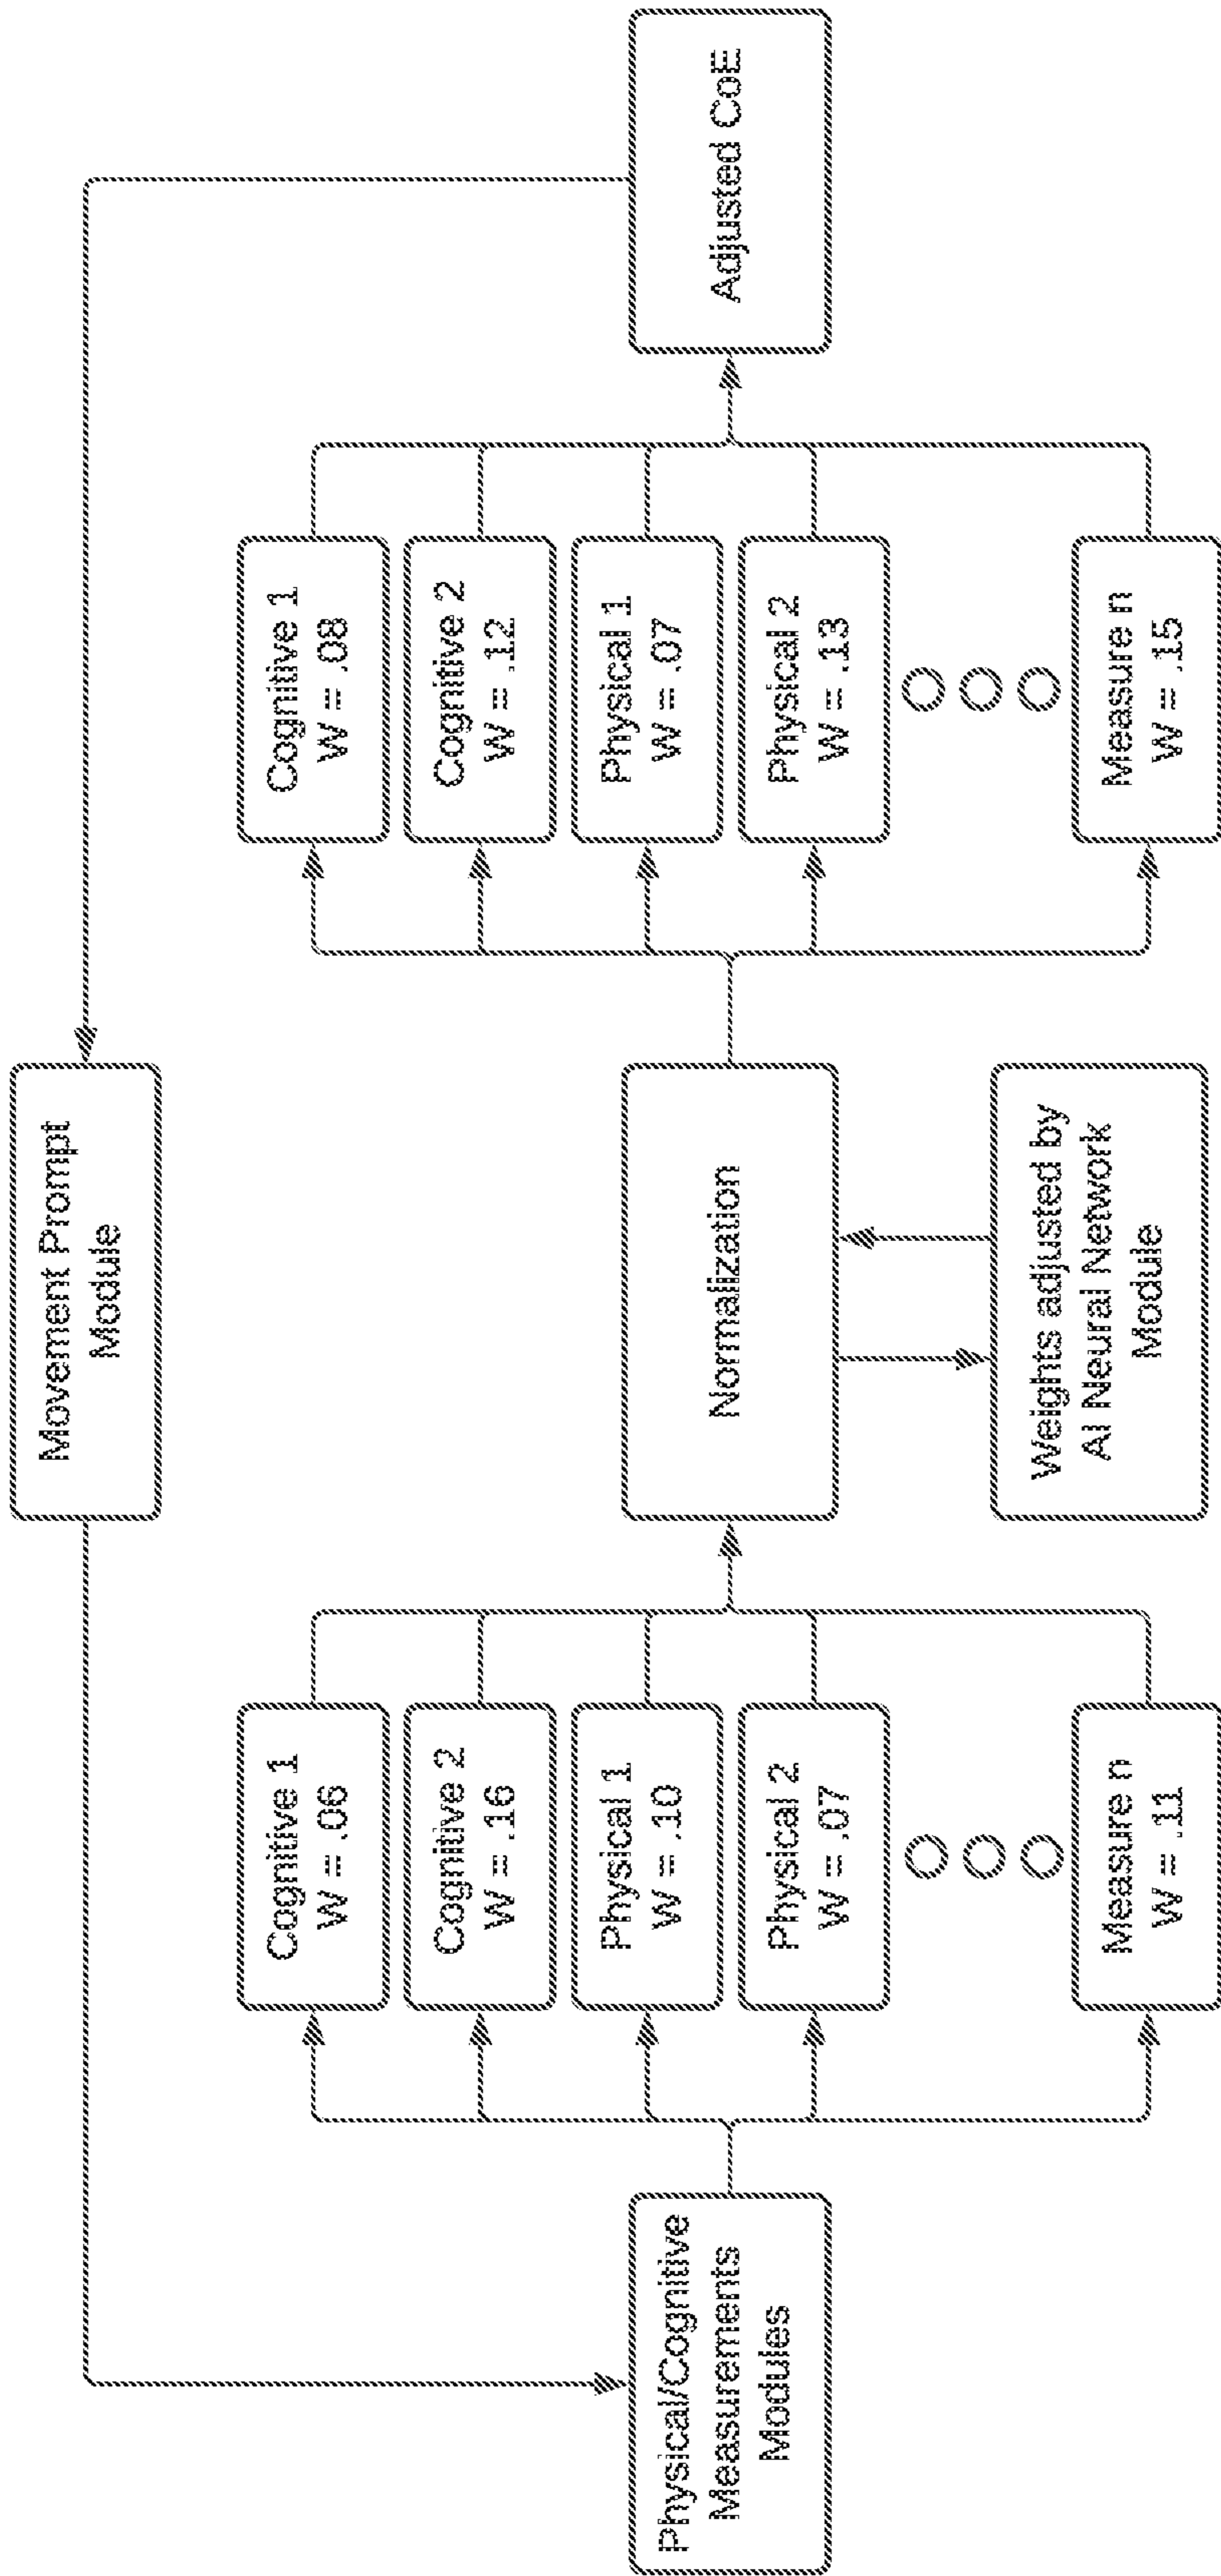 Movement Prompt
Module
Physical/Cognitive
Measurements
Modules
Cognitive 1
W = .06
Cognitive 2
W = .16
Physical 1
W = .10
Physical 2
W = .07
Measure n
W = .11
Normalization
Weights adjusted by
AI Neural Network
Module
Cognitive 1
W = .08
Cognitive 2
W = .12
Physical 1
W = .07
Physical 2
W = .13
Measure n
W = .15
Adjusted CoE